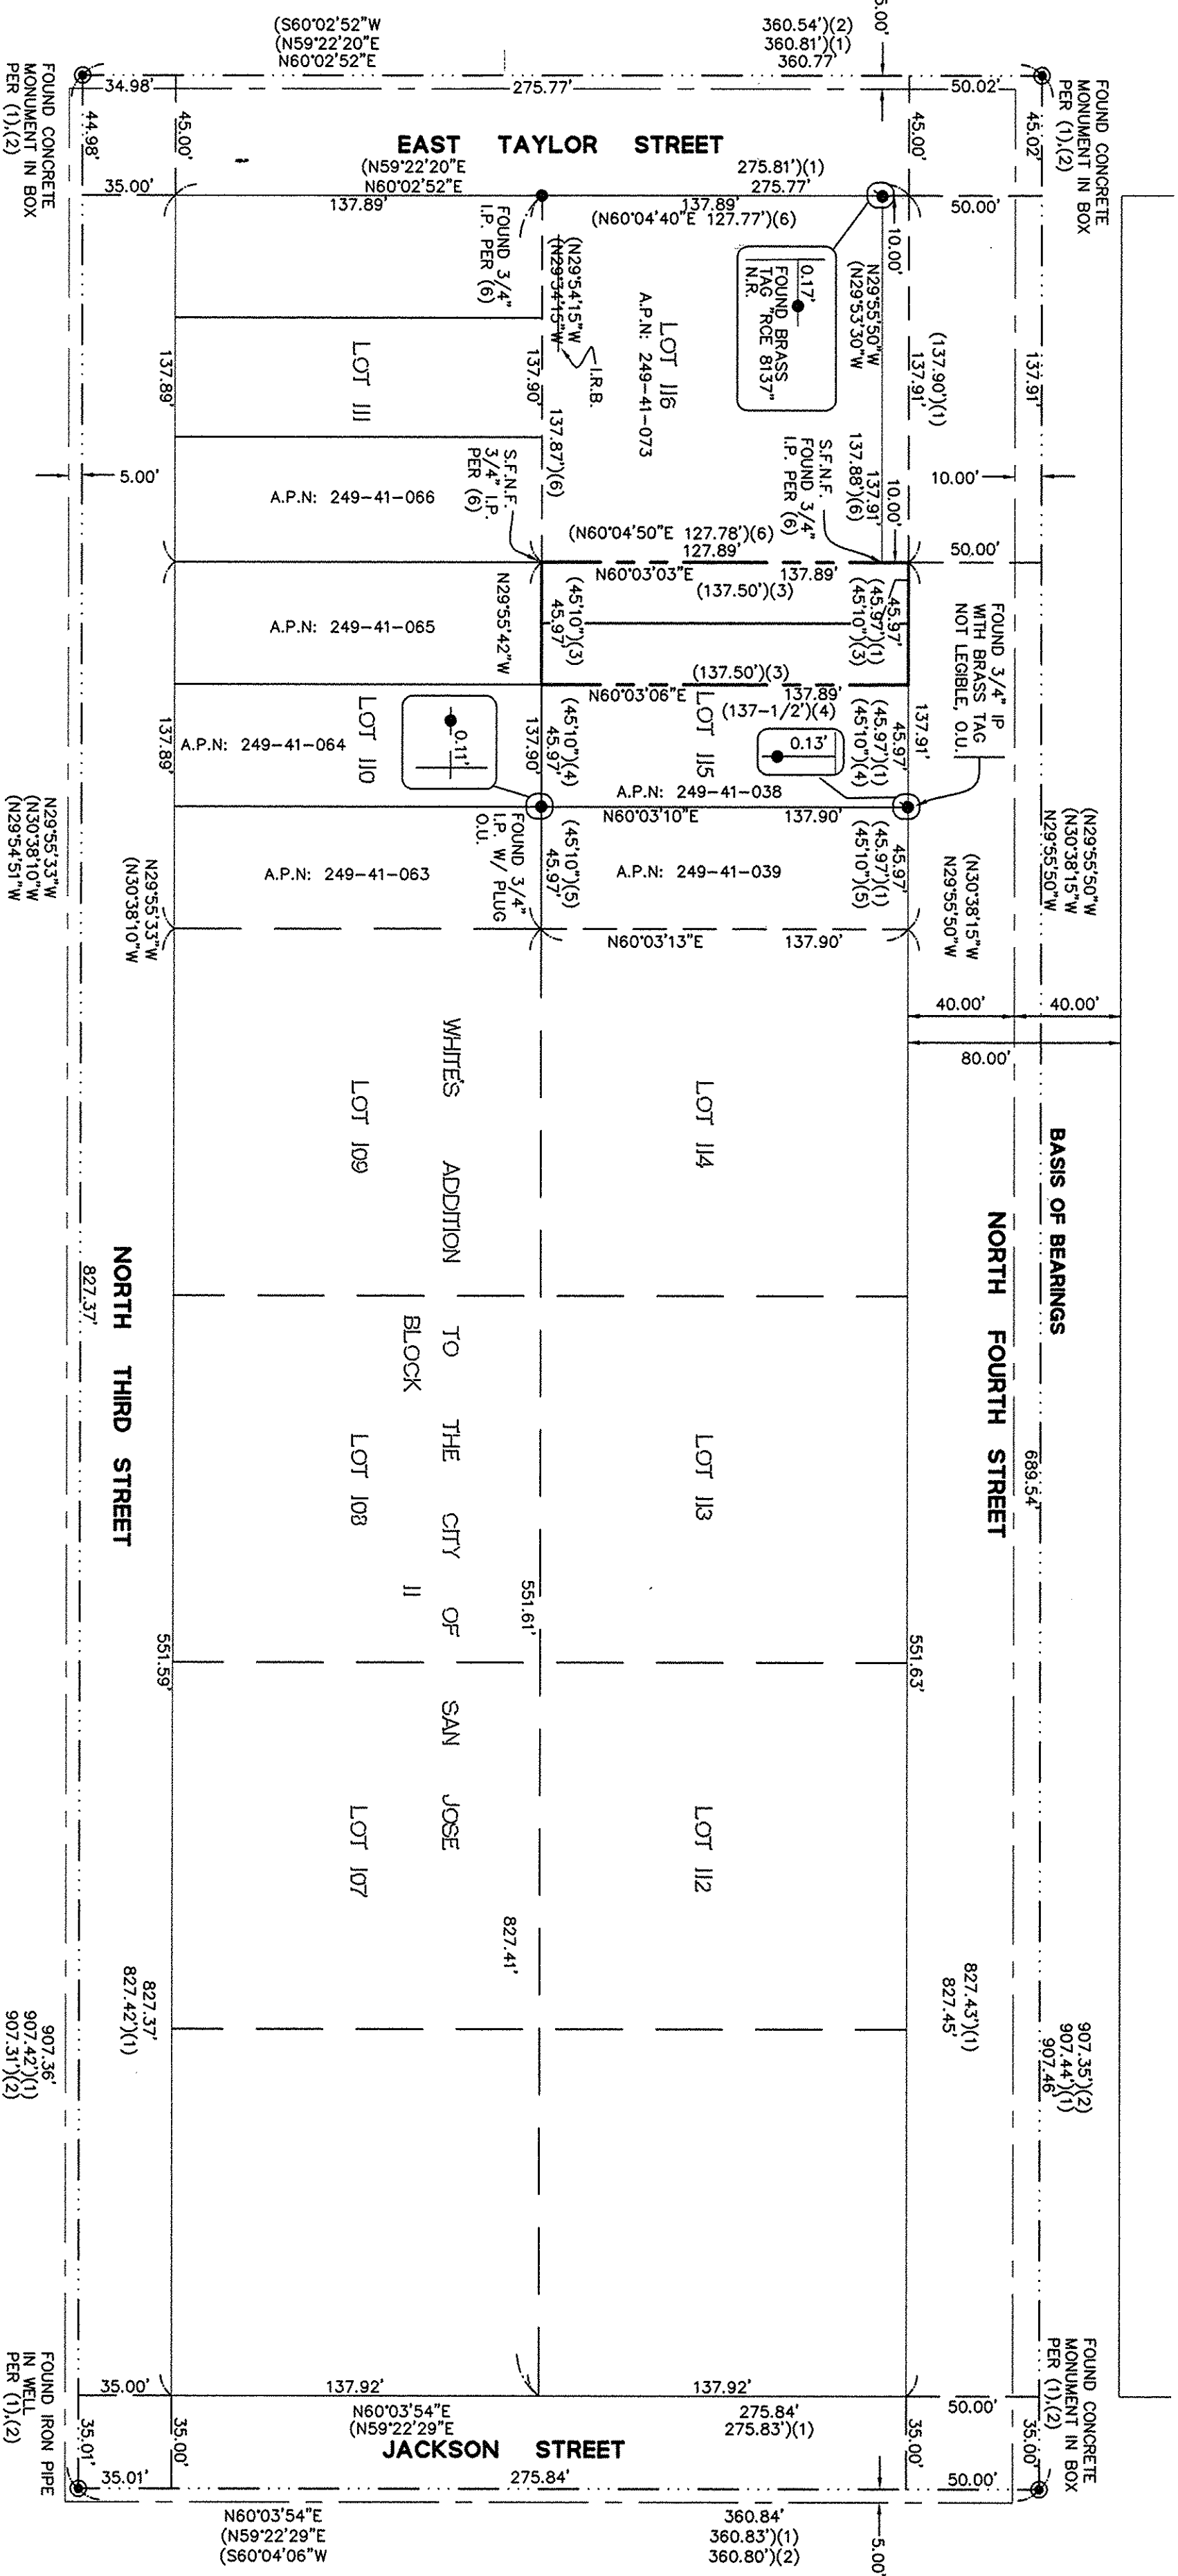 (S60°02'52"W
(N59°22'20"E
N60°02'52"E
360.54')(2)
360.81')(1)
360.77'
5.00'
FOUND CONCRETE
MONUMENT IN BOX
PER (1),(2)
34.98'
275.77'
50.02'
FOUND CONCRETE
MONUMENT IN BOX
PER (1),(2)
44.98'
45.00'
45.00'
45.02'
EAST TAYLOR STREET
(N59°22'20"E
N60°02'52"E
275.81')(1)
275.77'
35.00'
137.89'
137.89'
50.00'
(N60°04'40"E 127.77')(6)
FOUND 3/4"
I.P. PER (6)
(N29°54'15"W
(N29°34'15"W
I.R.B.
10.00'
N29°55'50"W
(N29°53'30"W
0.17'
FOUND BRASS
TAG "RCE 8137"
N.R.
LOT 116
A.P.N: 249-41-073
LOT 111
137.89'
137.90'
137.87')(6)
(137.90')(1)
137.91'
137.91'
5.00'
A.P.N: 249-41-066
S.F.N.F.
3/4" I.P.
PER (6)
S.F.N.F.
FOUND 3/4"
I.P. PER (6)
137.91'
137.88')(6)
10.00'
10.00'
(N60°04'50"E 127.78')(6)
127.89'
50.00'
N60°03'03"E
137.89'
(137.50')(3)
A.P.N: 249-41-065
N29°55'42"W
(45'10")(3)
45.97'
45.97'
(45.97')(1)
(45'10")(3)
FOUND 3/4" IP
WITH BRASS TAG
NOT LEGIBLE, O.U.
(137.50')(3)
N60°03'06"E
137.89'
(137-1/2')(4)
LOT 110
A.P.N: 249-41-064
137.89'
0.11'
(45'10")(4)
45.97'
137.90'
LOT 115
0.13'
45.97'
(45.97')(1)
(45'10")(4)
137.91'
A.P.N: 249-41-038
N60°03'10"E
137.90'
N29°55'33"W
(N30°38'10"W
(N29°54'51"W
N29°55'33"W
(N30°38'10"W
A.P.N: 249-41-063
FOUND 3/4"
I.P. W/ PLUG
O.U.
(45'10")(5)
45.97'
A.P.N: 249-41-039
45.97'
(45.97')(1)
(45'10")(5)
(N30°38'15"W
N29°55'50"W
(N29°55'50"W
(N30°38'15"W
N29°55'50"W
N60°03'13"E
137.90'
40.00'
40.00'
80.00'
WHITE'S ADDITION TO THE CITY OF SAN JOSE
BLOCK 11
LOT 109
LOT 114
BASIS OF BEARINGS
NORTH THIRD STREET
827.37'
NORTH FOURTH STREET
689.54'
LOT 108
LOT 113
551.59'
551.61'
551.63'
LOT 107
LOT 112
827.41'
827.37'
827.42')(1)
827.43')(1)
827.45'
907.36'
907.42')(1)
907.31')(2)
907.35')(2)
907.44')(1)
907.46'
FOUND IRON PIPE
IN WELL
PER (1),(2)
FOUND CONCRETE
MONUMENT IN BOX
PER (1),(2)
35.00'
137.92'
137.92'
50.00'
N60°03'54"E
(N59°22'29"E
275.84'
275.83')(1)
35.01'
35.00'
35.00'
35.00'
JACKSON STREET
35.01'
275.84'
50.00'
N60°03'54"E
(N59°22'29"E
(S60°04'06"W
360.84'
360.83')(1)
360.80')(2)
5.00'